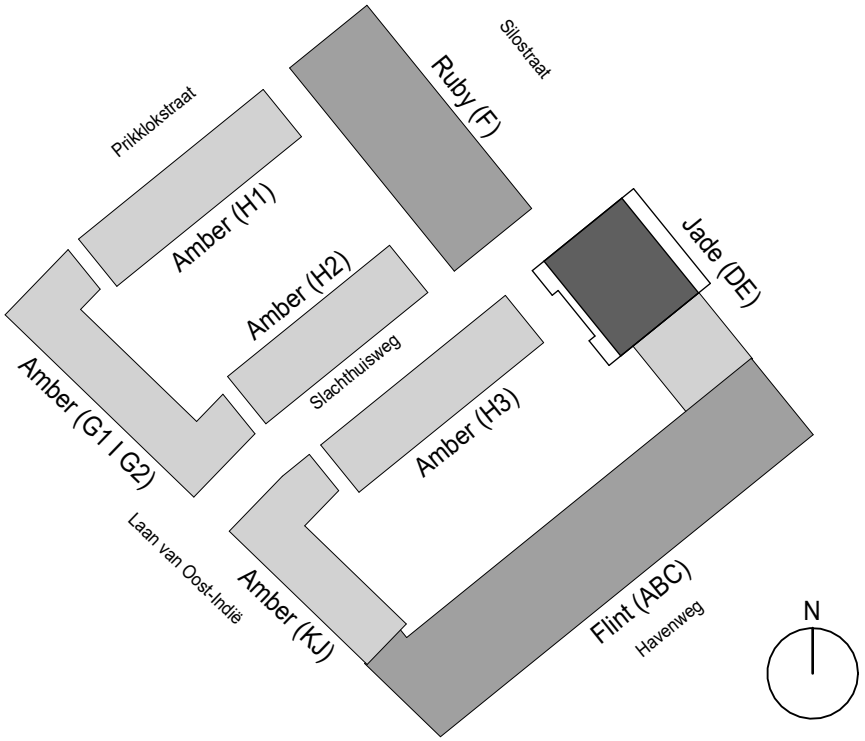 Silostraat
Ruby (F)
Prikklokstraat
Amber (H1)
Jade (DE)
Amber (H2)
Slachthuisweg
Amber (G1 I G2)
Amber (H3)
Laan van Oost-Indië
Amber (KJ)
Flint (ABC)
Havenweg
N